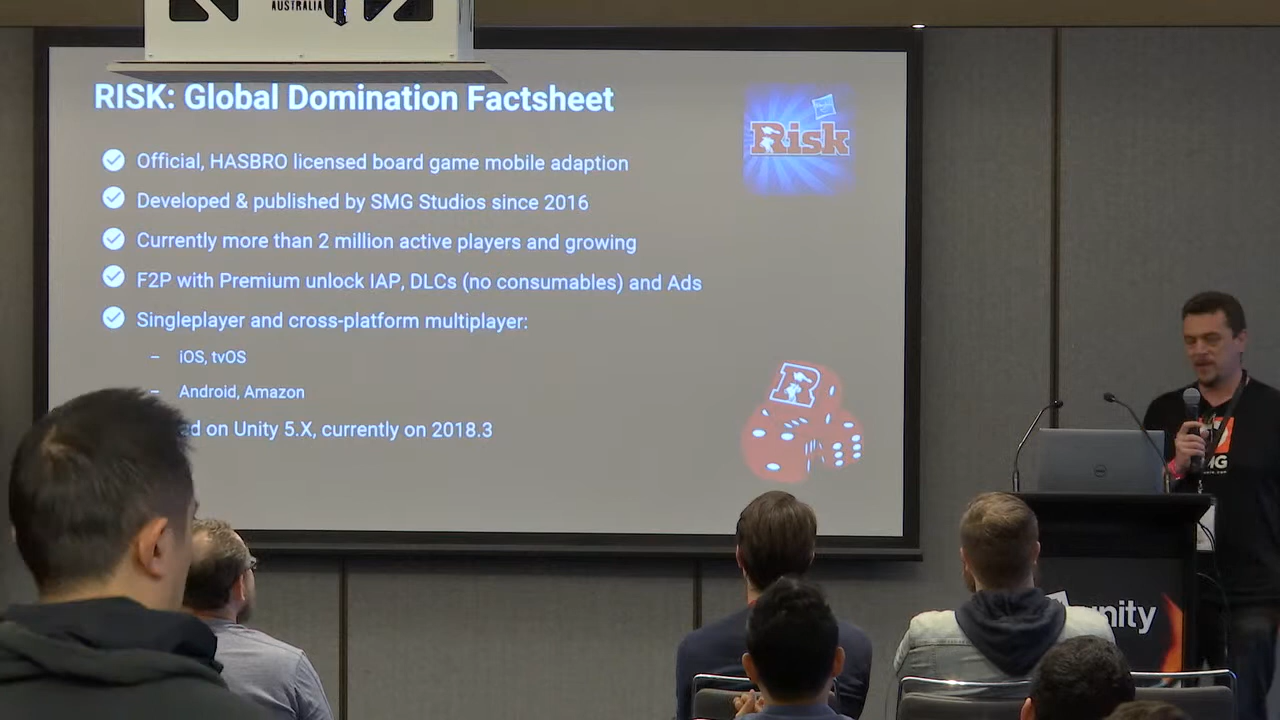 AUSTRALIA
RISK: Global Domination Factsheet
Risk
Official, HASBRO licensed board game mobile adaption
Developed & published by SMG Studios since 2016
Currently more than 2 million active players and growing
F2P with Premium unlock IAP, DLCs (no consumables) and Ads
Singleplayer and cross-platform multiplayer:
– iOS, tvOS
– Android, Amazon
on Unity 5.X, currently on 2018.3
R
MG
unity